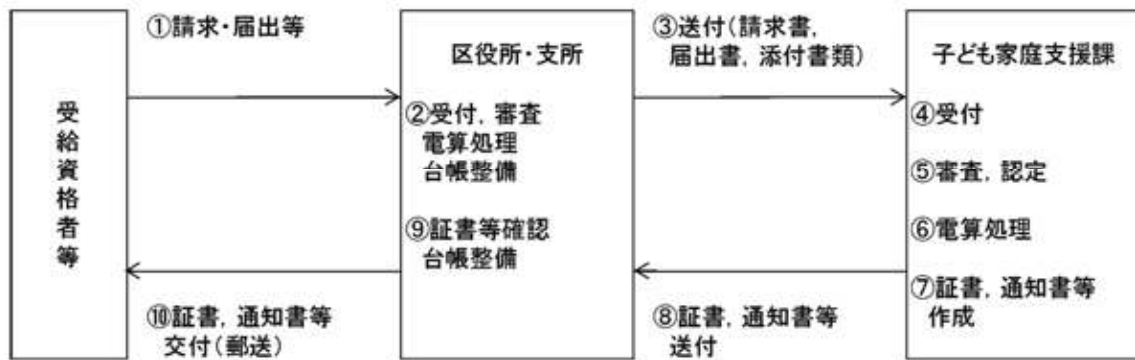 受給資格者等
①請求・届出等
区役所・支所
②受付，審査
電算処理
台帳整備
⑨証書等確認
台帳整備
③送付（請求書，
届出書，添付書類）
子ども家庭支援課
④受付
⑤審査，認定
⑥電算処理
⑦証書，通知書等
作成
⑧証書，通知書等
送付
⑩証書，通知書等
交付（郵送）